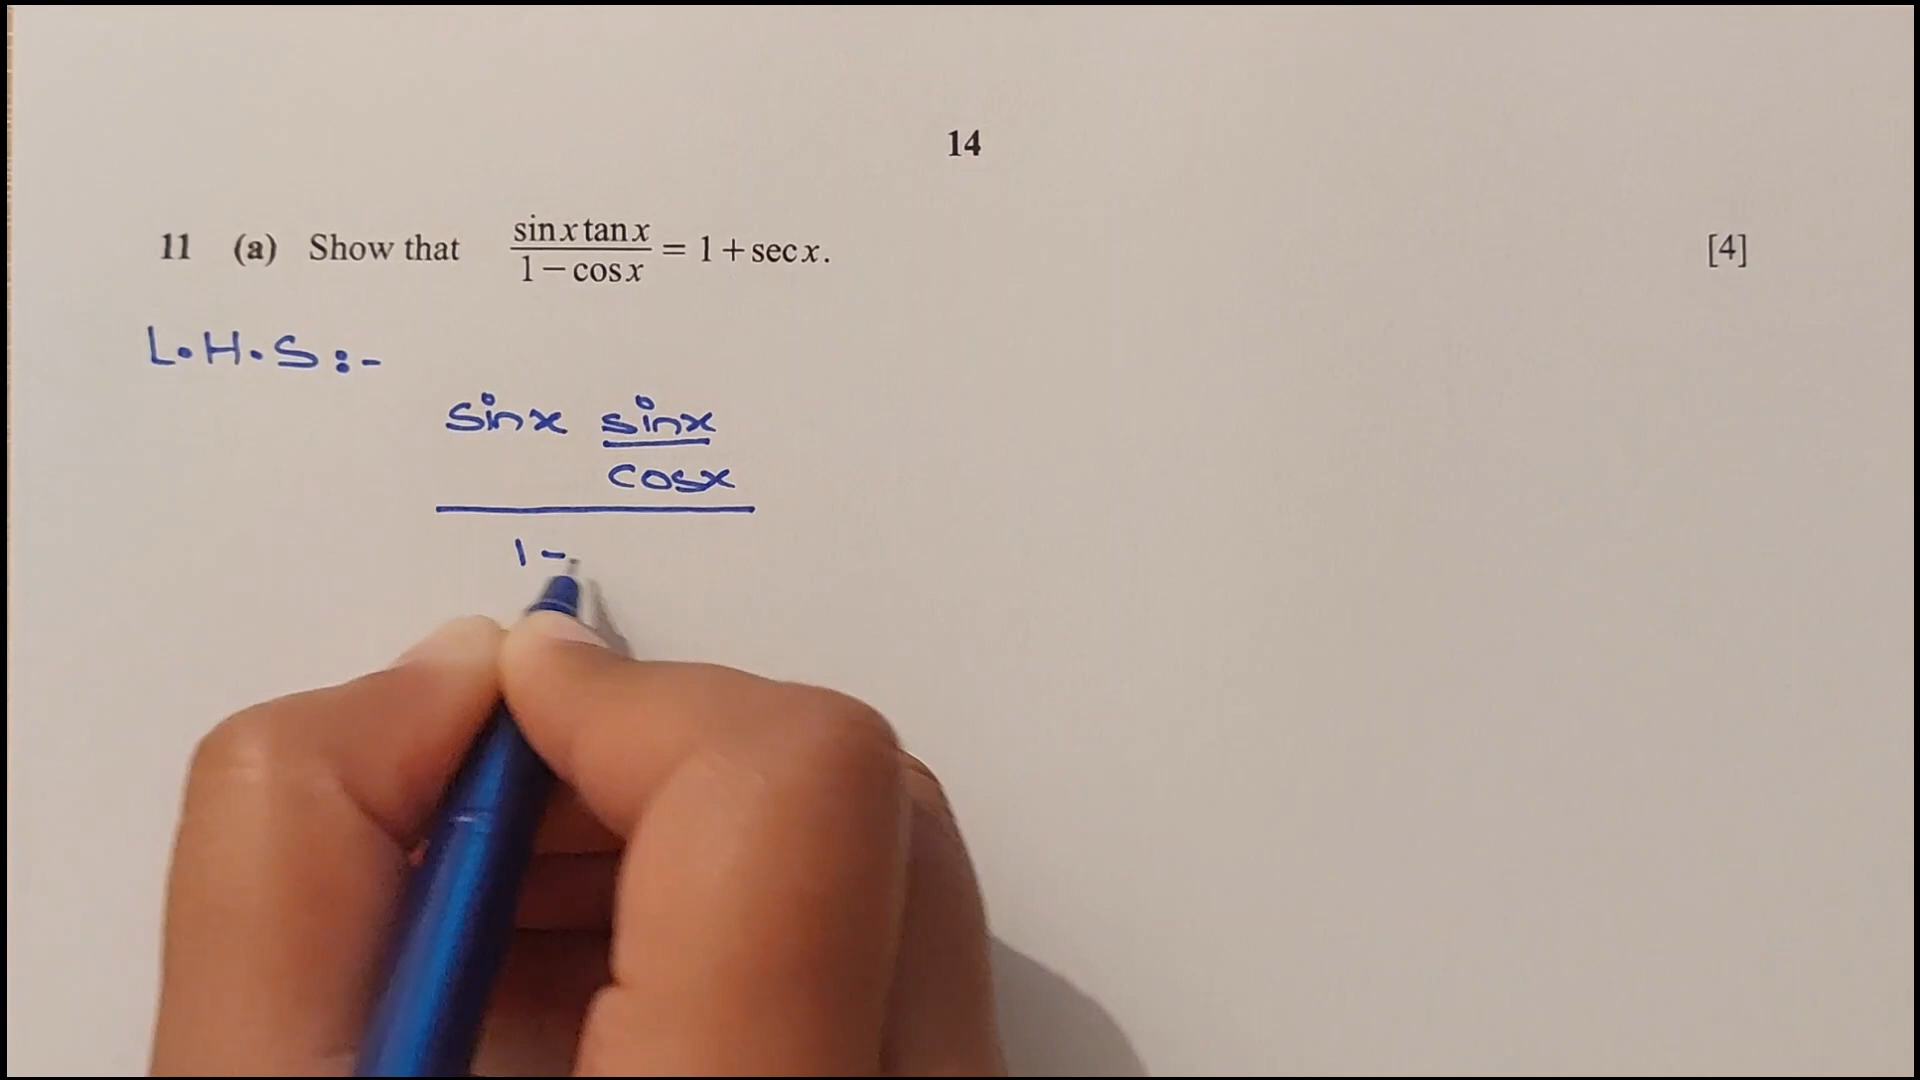 14
11 (a) Show that sin x tan x / 1 − cos x = 1 + sec x. [4]
L.H.S :-
sinx sinx
cosx
1 -